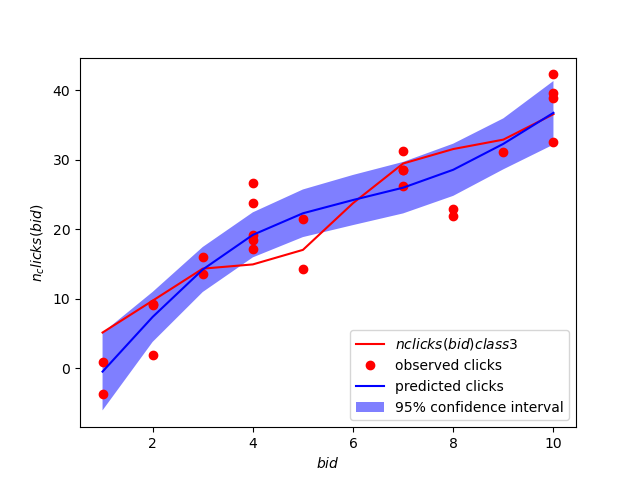 40
30
20
10
0
n_clicks(bid)
2
4
6
8
10
bid
nclicks(bid)class3
observed clicks
predicted clicks
95% confidence interval